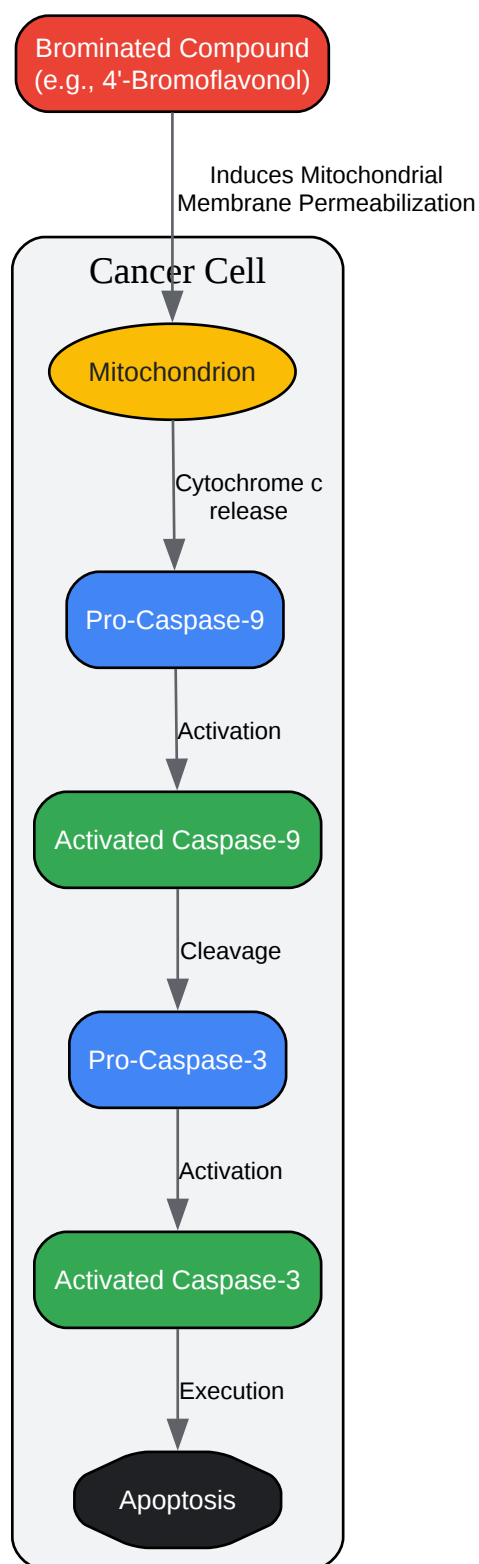 Brominated Compound
(e.g., 4'-Bromoflavonol)
Induces Mitochondrial
Membrane Permeabilization
Cancer Cell
Mitochondrion
Cytochrome c
release
Pro-Caspase-9
Activation
Activated Caspase-9
Cleavage
Pro-Caspase-3
Activation
Activated Caspase-3
Execution
Apoptosis